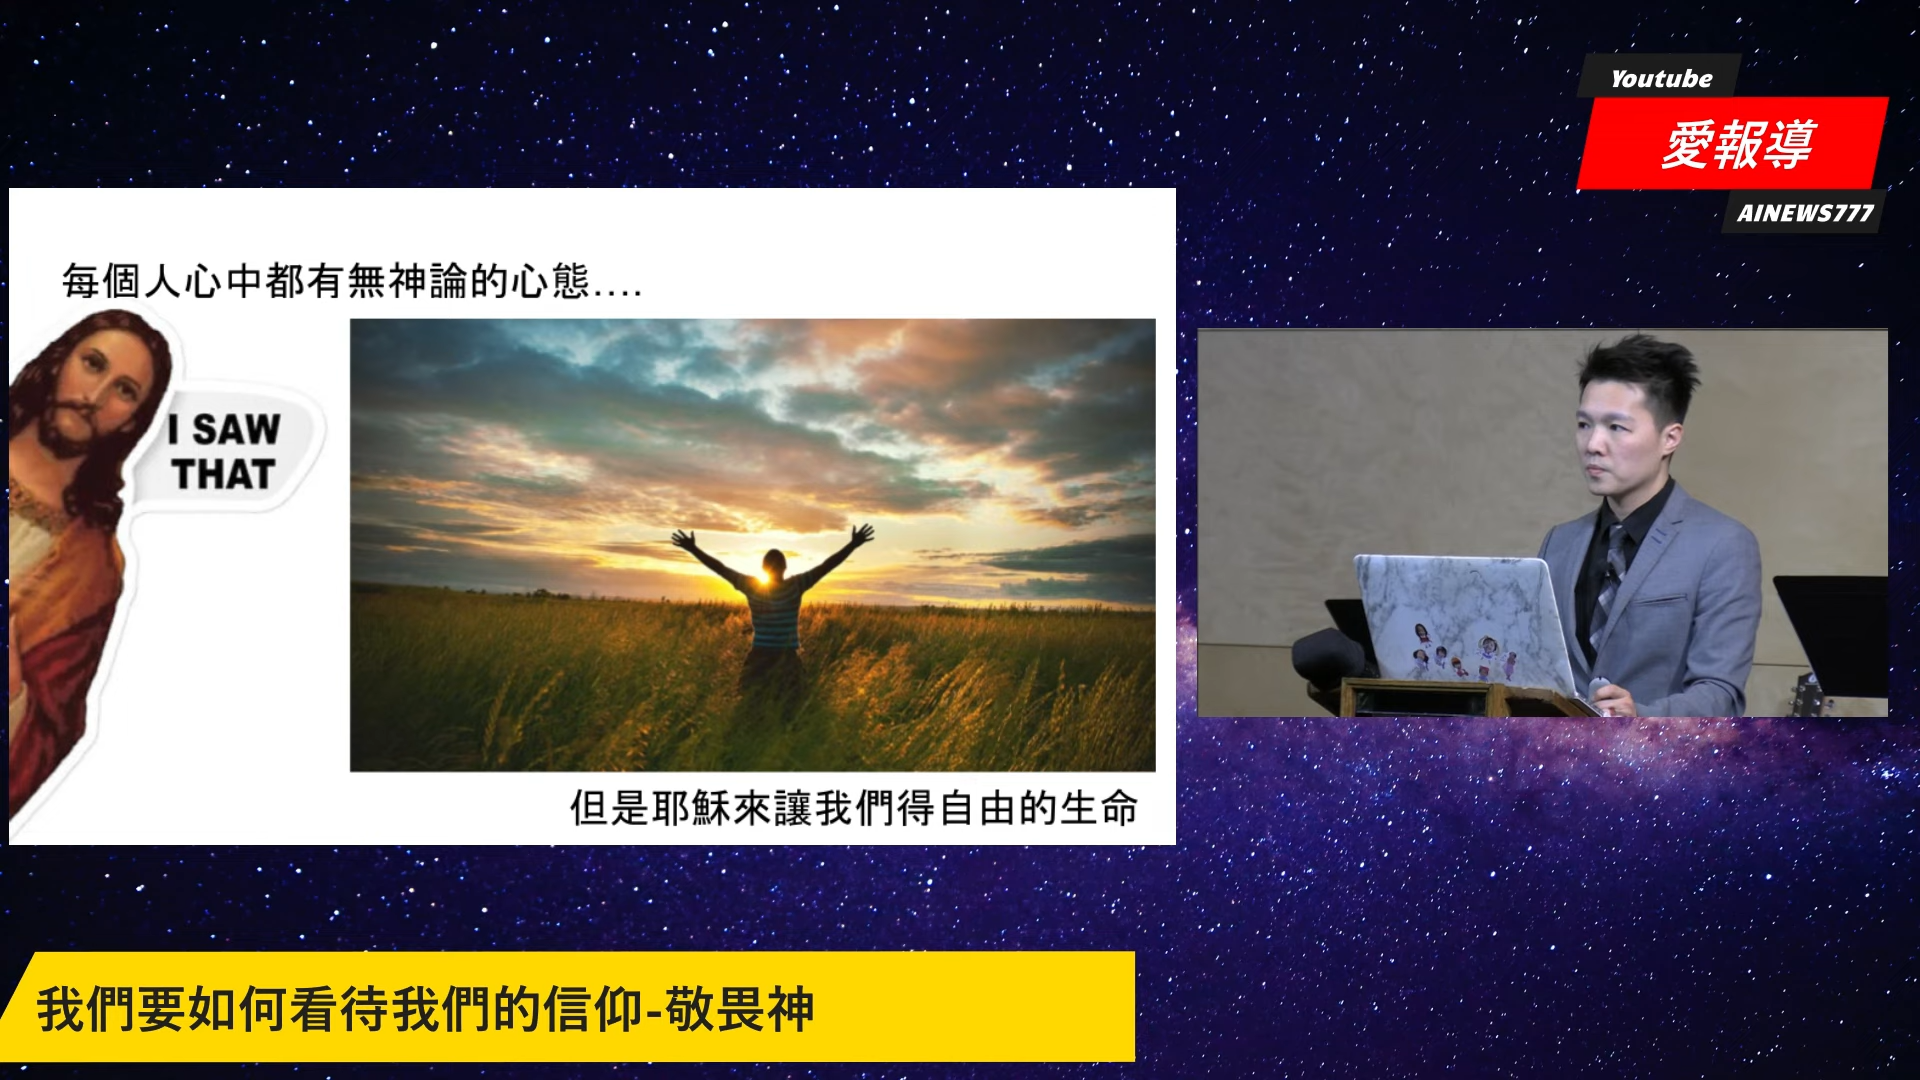 Youtube
愛報導
AINEWS777
每個人心中都有無神論的心態....
I SAW
THAT
但是耶穌來讓我們得自由的生命
我們要如何看待我們的信仰-敬畏神